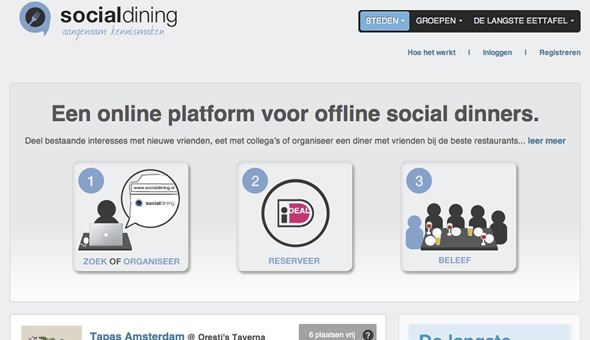 socialdining
aangenaam kennismaken
STEDEN GROEPEN DE LANGSTE EETTAFEL
Hoe het werkt | Inloggen | Registreren
Een online platform voor offline social dinners.
Deel bestaande interesses met nieuwe vrienden, eet met collega's of organiseer een diner met vrienden bij de beste restaurants... leer meer
1 2 3
www.socialdining.nl
socialdining
iDEAL
ZOEK OF ORGANISEER RESERVEER BELEEF
Tapas Amsterdam @ Oresti's Taverna
6 plaatsen vrij ?
De langste